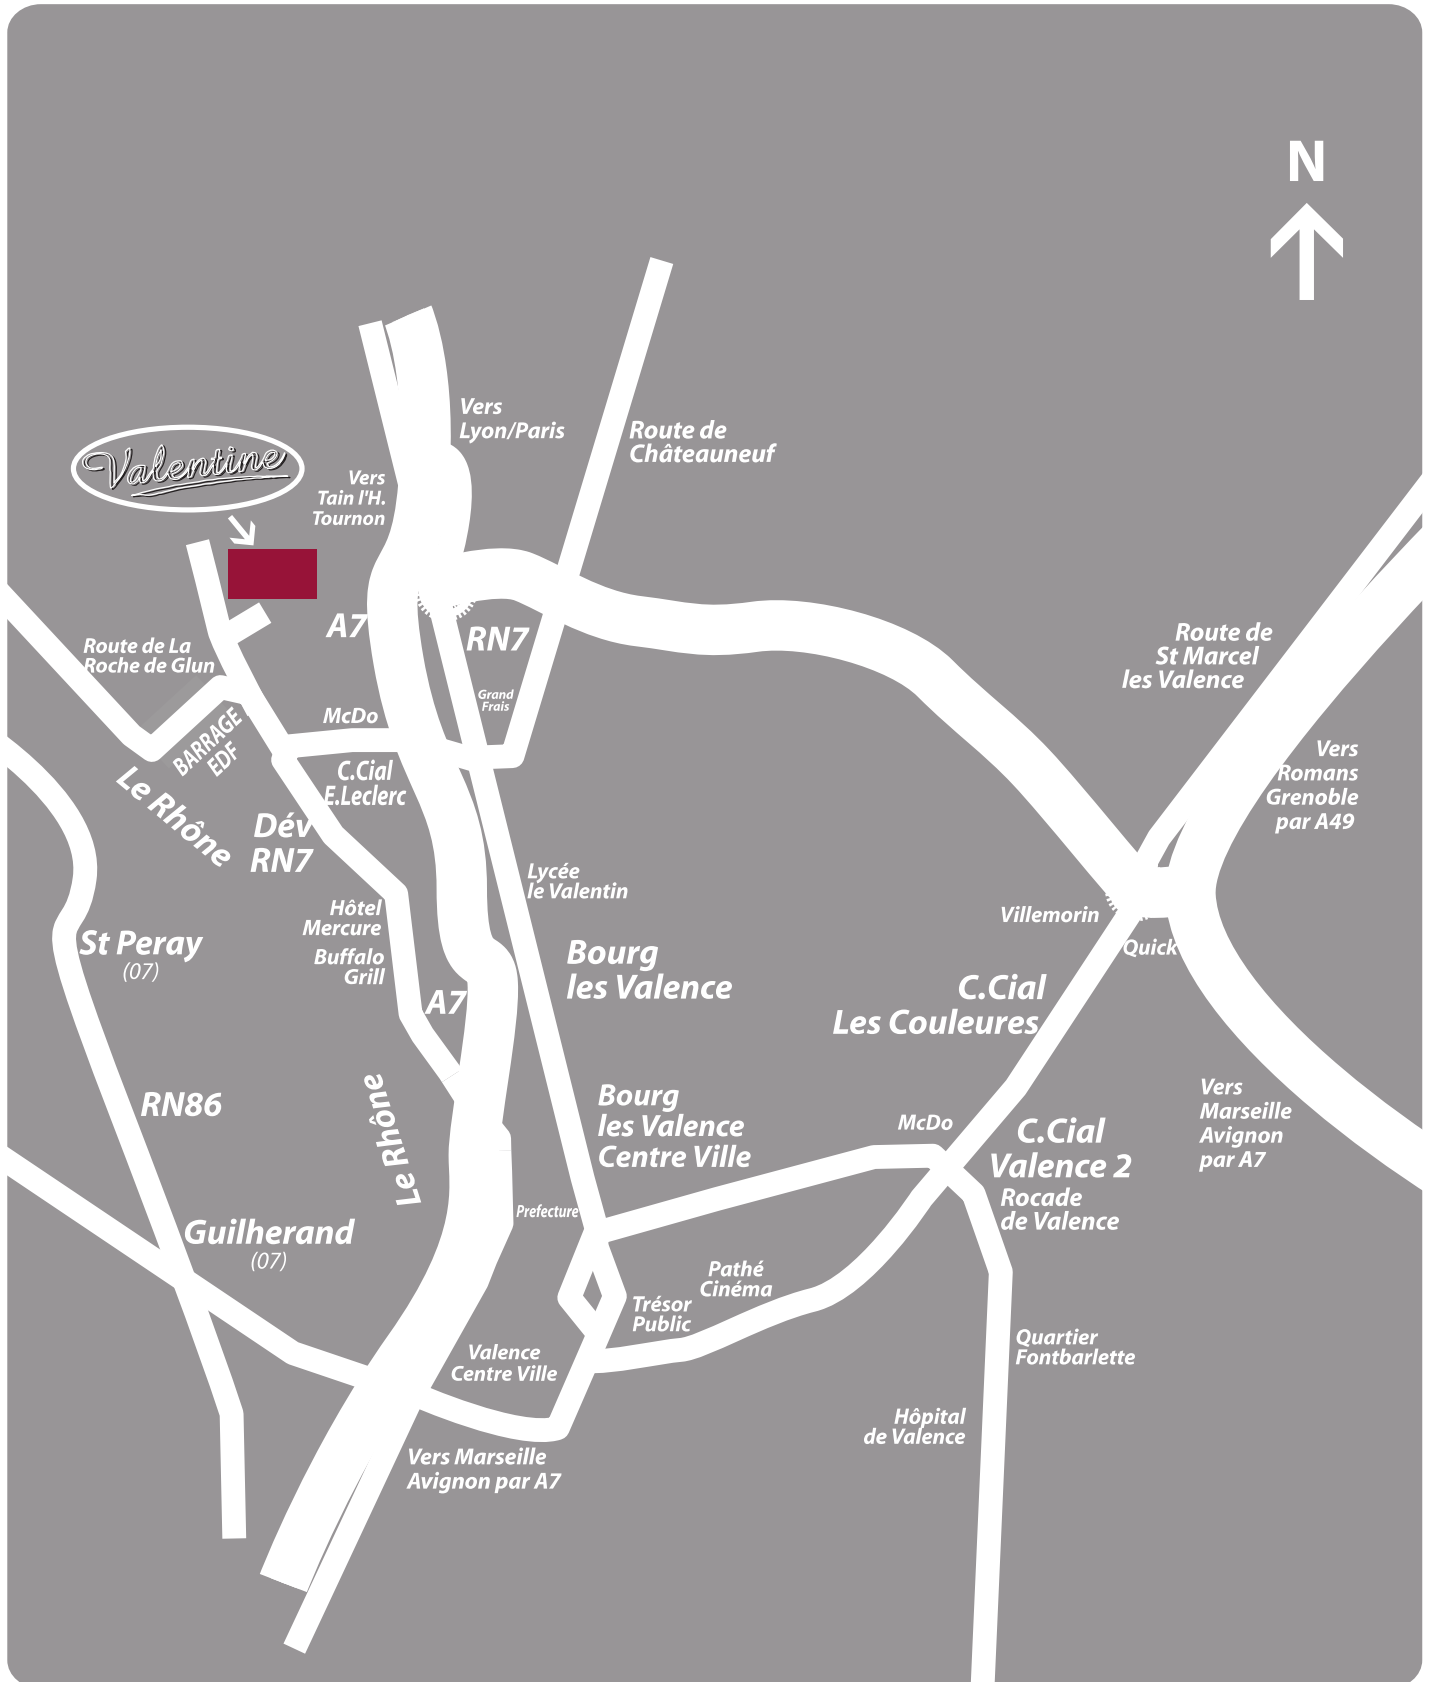 N
Vers
Lyon/Paris
Route de
Châteauneuf
Valentine
Vers
Tain l'H.
Tournon
A7
RN7
Route de La
Roche de Glun
Route de
St Marcel
les Valence
Grand
Frais
McDo
BARRAGE
EDF
C.Cial
E.Leclerc
Le Rhône
Vers
Romans
Grenoble
par A49
Dév
RN7
Lycée
le Valentin
Hôtel
Mercure
Buffalo
Grill
Villemorin
Quick
St Peray
(07)
Bourg
les Valence
A7
C.Cial
Les Couleures
RN86
Le Rhône
Bourg
les Valence
Centre Ville
McDo
C.Cial
Valence 2
Rocade
de Valence
Vers
Marseille
Avignon
par A7
Prefecture
Guilherand
(07)
Pathé
Cinéma
Trésor
Public
Valence
Centre Ville
Quartier
Fontbarlette
Hôpital
de Valence
Vers Marseille
Avignon par A7